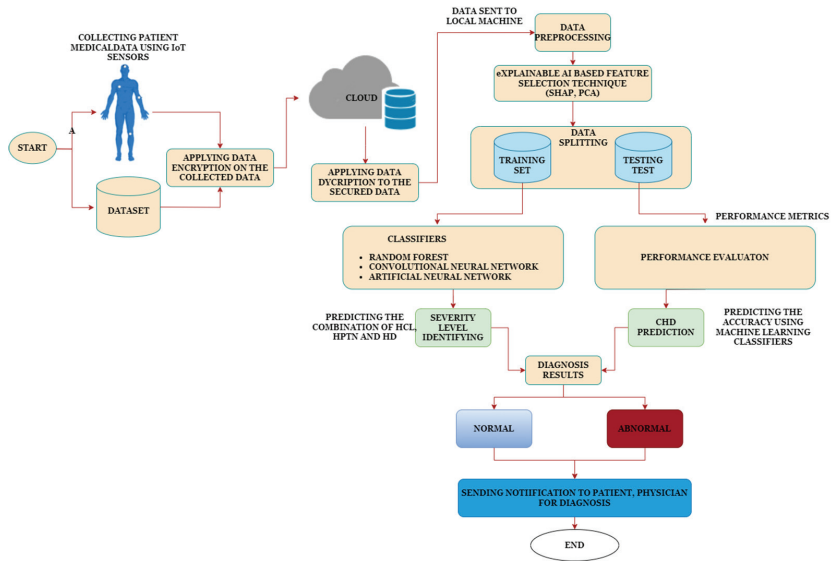 COLLECTING PATIENT
MEDICALDATA USING IoT
SENSORS
START
A
DATASET
APPLYING DATA
ENCRYPTION ON THE
COLLECTED DATA
CLOUD
APPLYING DATA
DYCRIPTION TO THE
SECURED DATA
DATA SENT TO
LOCAL MACHINE
DATA
PREPROCESSING
eXPLAINABLE AI BASED FEATURE
SELECTION TECHNIQUE
(SHAP, PCA)
DATA
SPLITTING
TRAINING
SET
TESTING
TEST
PERFORMANCE METRICS
CLASSIFIERS
• RANDOM FOREST
• CONVOLUTIONAL NEURAL NETWORK
• ARTIFICIAL NEURAL NETWORK
PERFORMANCE EVALUATON
PREDICTING THE
COMBINATION OF HCL,
HPTN AND HD
SEVERITY
LEVEL
IDENTIFYING
CHD
PREDICTION
PREDICTING THE
ACCURACY USING
MACHINE LEARNING
CLASSIFIERS
DIAGNOSIS
RESULTS
NORMAL
ABNORMAL
SENDING NOTIIFICATION TO PATIENT, PHYSICIAN
FOR DIAGNOSIS
END